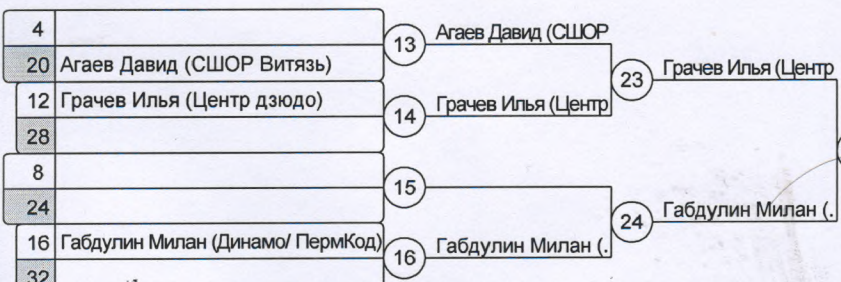 4
13
Агаев Давид (СШОР
20 Агаев Давид (СШОР Витязь)
23
Грачев Илья (Центр
12 Грачев Илья (Центр дзюдо)
14
Грачев Илья (Центр
28
8
15
24
24
Габдулин Милан (.
16 Габдулин Милан (Динамо/ ПермКод)
16
Габдулин Милан (.
32